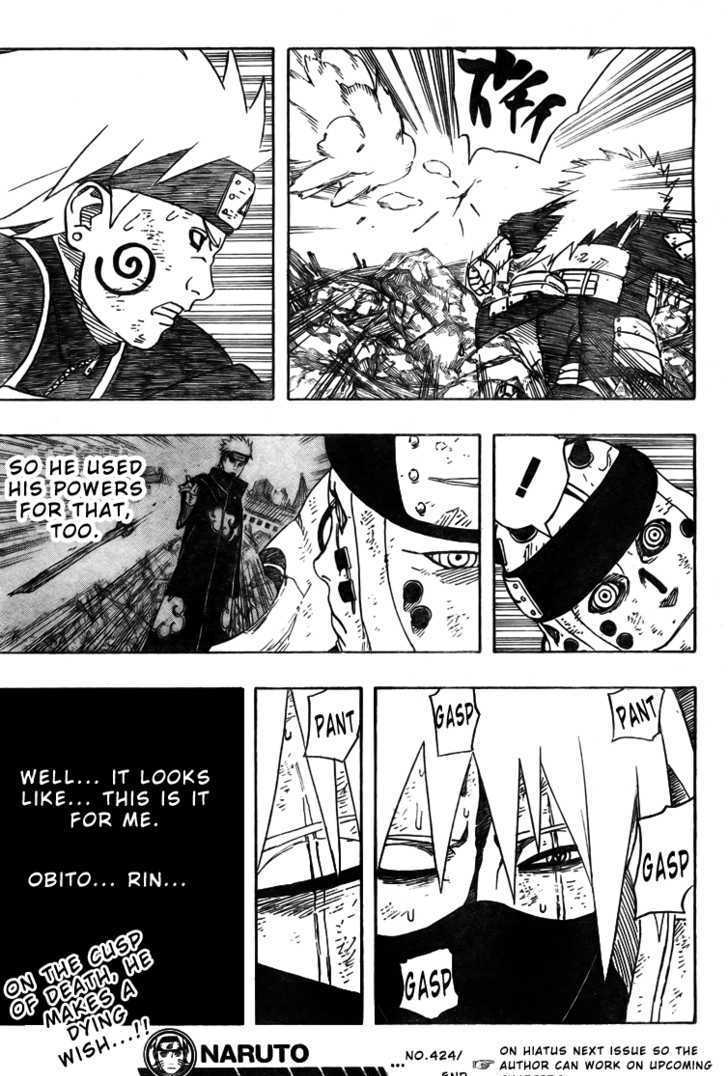 !
SO HE USED
HIS POWERS
FOR THAT,
TOO.
PANT
GASP
PANT
GASP
GASP
WELL... IT LOOKS
LIKE... THIS IS IT
FOR ME.
OBITO... RIN...
ON THE CUSP
OF DEATH, HE
MAKES A
DYING
WISH...!!
NARUTO
...
NO.424/
END
ON HIATUS NEXT ISSUE SO THE
AUTHOR CAN WORK ON UPCOMING